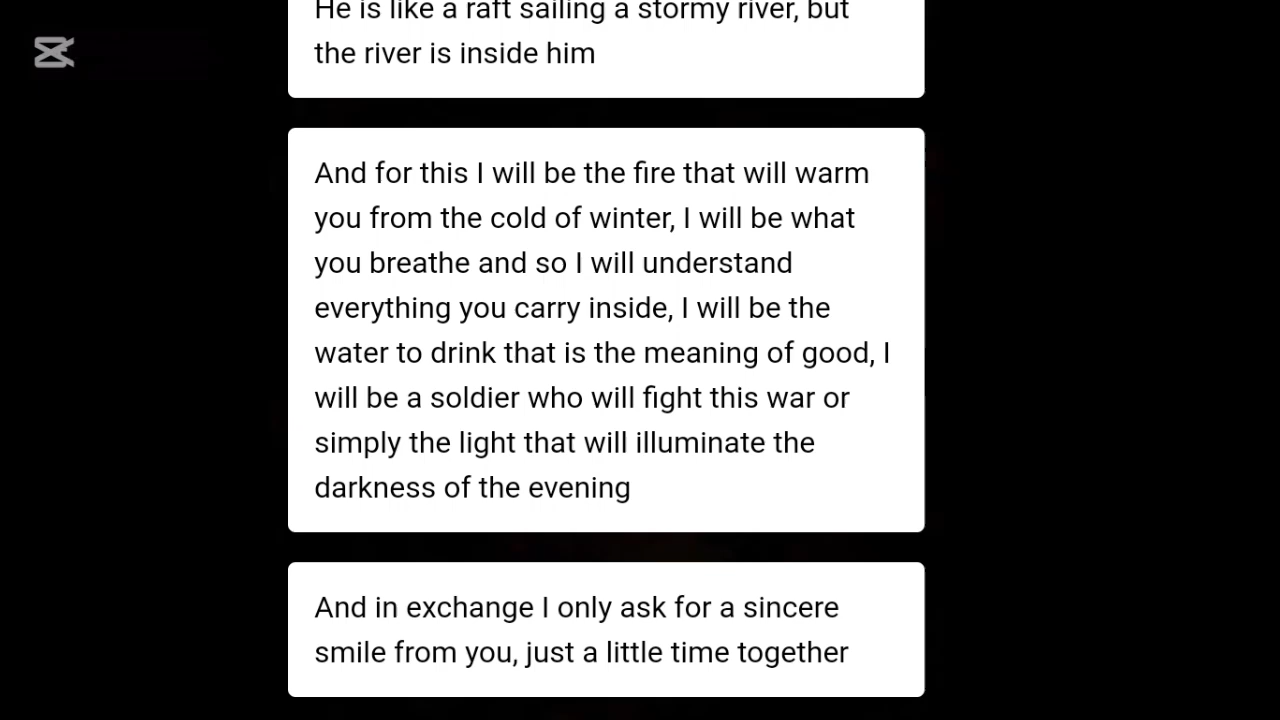 He is like a raft sailing a stormy river, but
the river is inside him
And for this I will be the fire that will warm
you from the cold of winter, I will be what
you breathe and so I will understand
everything you carry inside, I will be the
water to drink that is the meaning of good, I
will be a soldier who will fight this war or
simply the light that will illuminate the
darkness of the evening
And in exchange I only ask for a sincere
smile from you, just a little time together